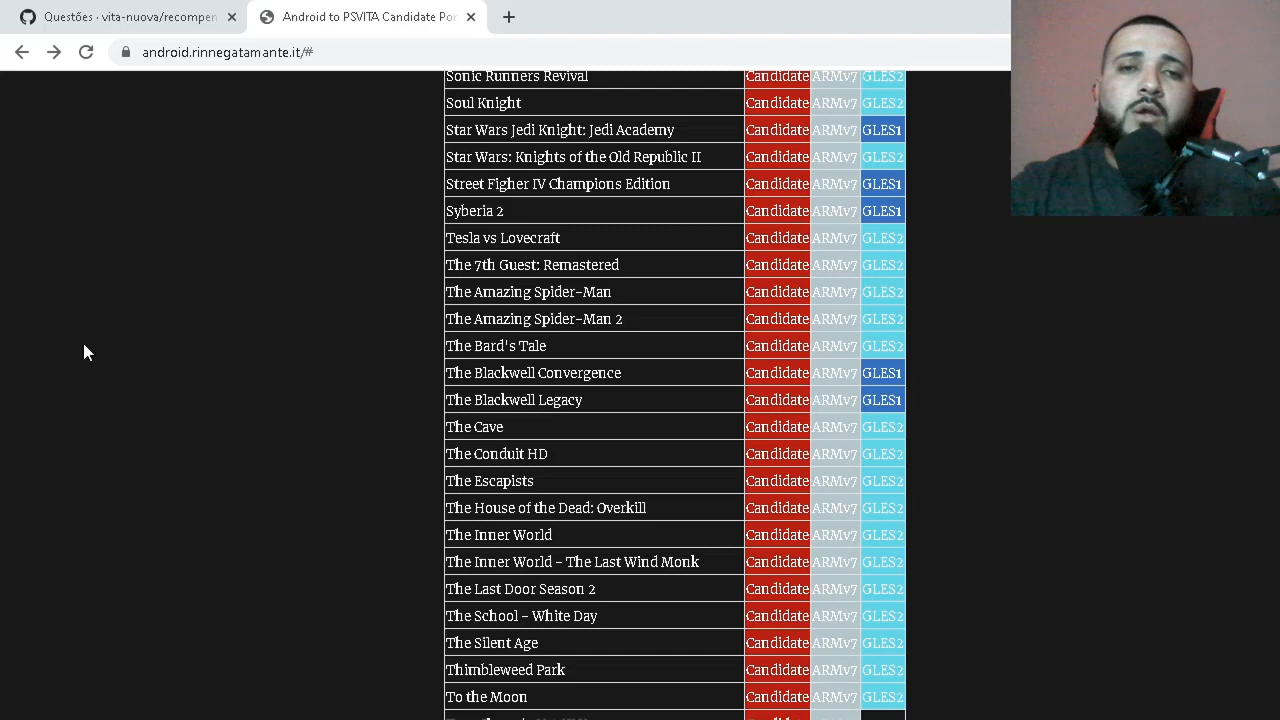 Questões · vita-nuova/recompen
Android to PSVITA Candidate Por
android.rinnegatamante.it/#
Sonic Runners Revival Candidate ARMv7 GLES2
Soul Knight Candidate ARMv7 GLES2
Star Wars Jedi Knight: Jedi Academy Candidate ARMv7 GLES1
Star Wars: Knights of the Old Republic II Candidate ARMv7 GLES2
Street Figher IV Champions Edition Candidate ARMv7 GLES1
Syberia 2 Candidate ARMv7 GLES1
Tesla vs Lovecraft Candidate ARMv7 GLES2
The 7th Guest: Remastered Candidate ARMv7 GLES2
The Amazing Spider-Man Candidate ARMv7 GLES2
The Amazing Spider-Man 2 Candidate ARMv7 GLES2
The Bard's Tale Candidate ARMv7 GLES2
The Blackwell Convergence Candidate ARMv7 GLES1
The Blackwell Legacy Candidate ARMv7 GLES1
The Cave Candidate ARMv7 GLES2
The Conduit HD Candidate ARMv7 GLES2
The Escapists Candidate ARMv7 GLES2
The House of the Dead: Overkill Candidate ARMv7 GLES2
The Inner World Candidate ARMv7 GLES2
The Inner World - The Last Wind Monk Candidate ARMv7 GLES2
The Last Door Season 2 Candidate ARMv7 GLES2
The School - White Day Candidate ARMv7 GLES2
The Silent Age Candidate ARMv7 GLES2
Thimbleweed Park Candidate ARMv7 GLES2
To the Moon Candidate ARMv7 GLES2